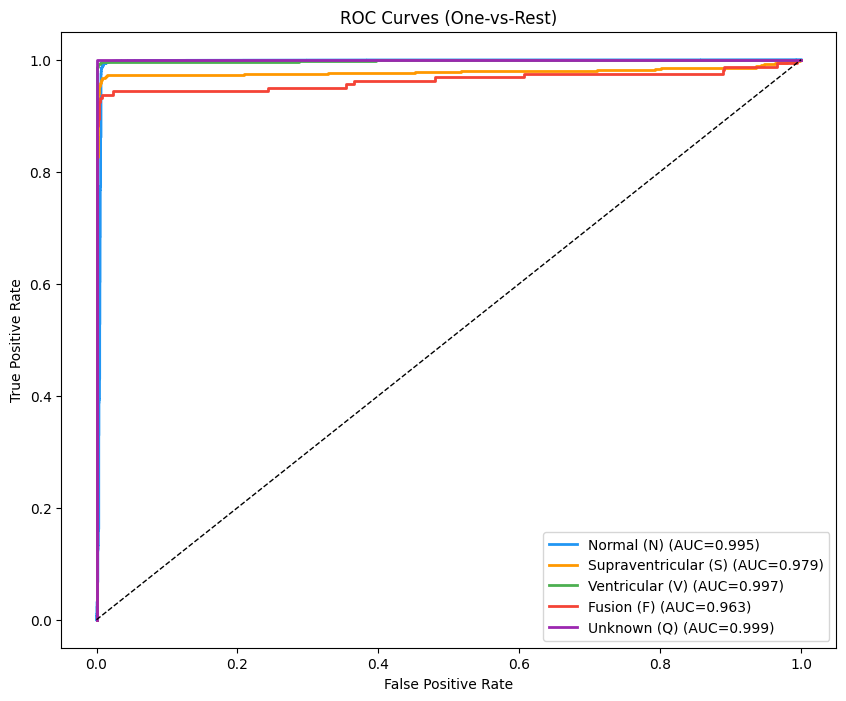 ROC Curves (One-vs-Rest)
True Positive Rate
1.0
0.8
0.6
0.4
0.2
0.0
Normal (N) (AUC=0.995)
Supraventricular (S) (AUC=0.979)
Ventricular (V) (AUC=0.997)
Fusion (F) (AUC=0.963)
Unknown (Q) (AUC=0.999)
0.0 0.2 0.4 0.6 0.8 1.0
False Positive Rate